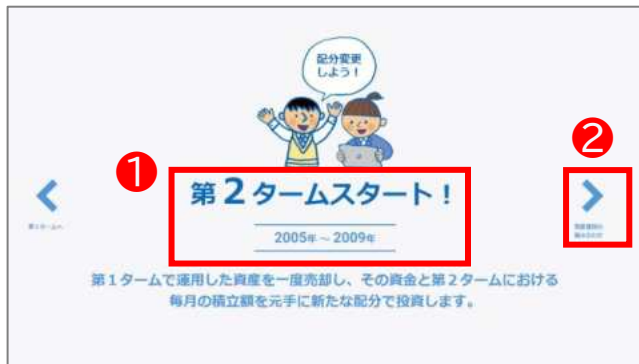 配分変更
しよう！
1
2
第2タームスタート！
2005年 ～ 2009年
第1タームで運用した資産を一度売却し、その資金と第2タームにおける
毎月の積立額を元手に新たな配分で投資します。